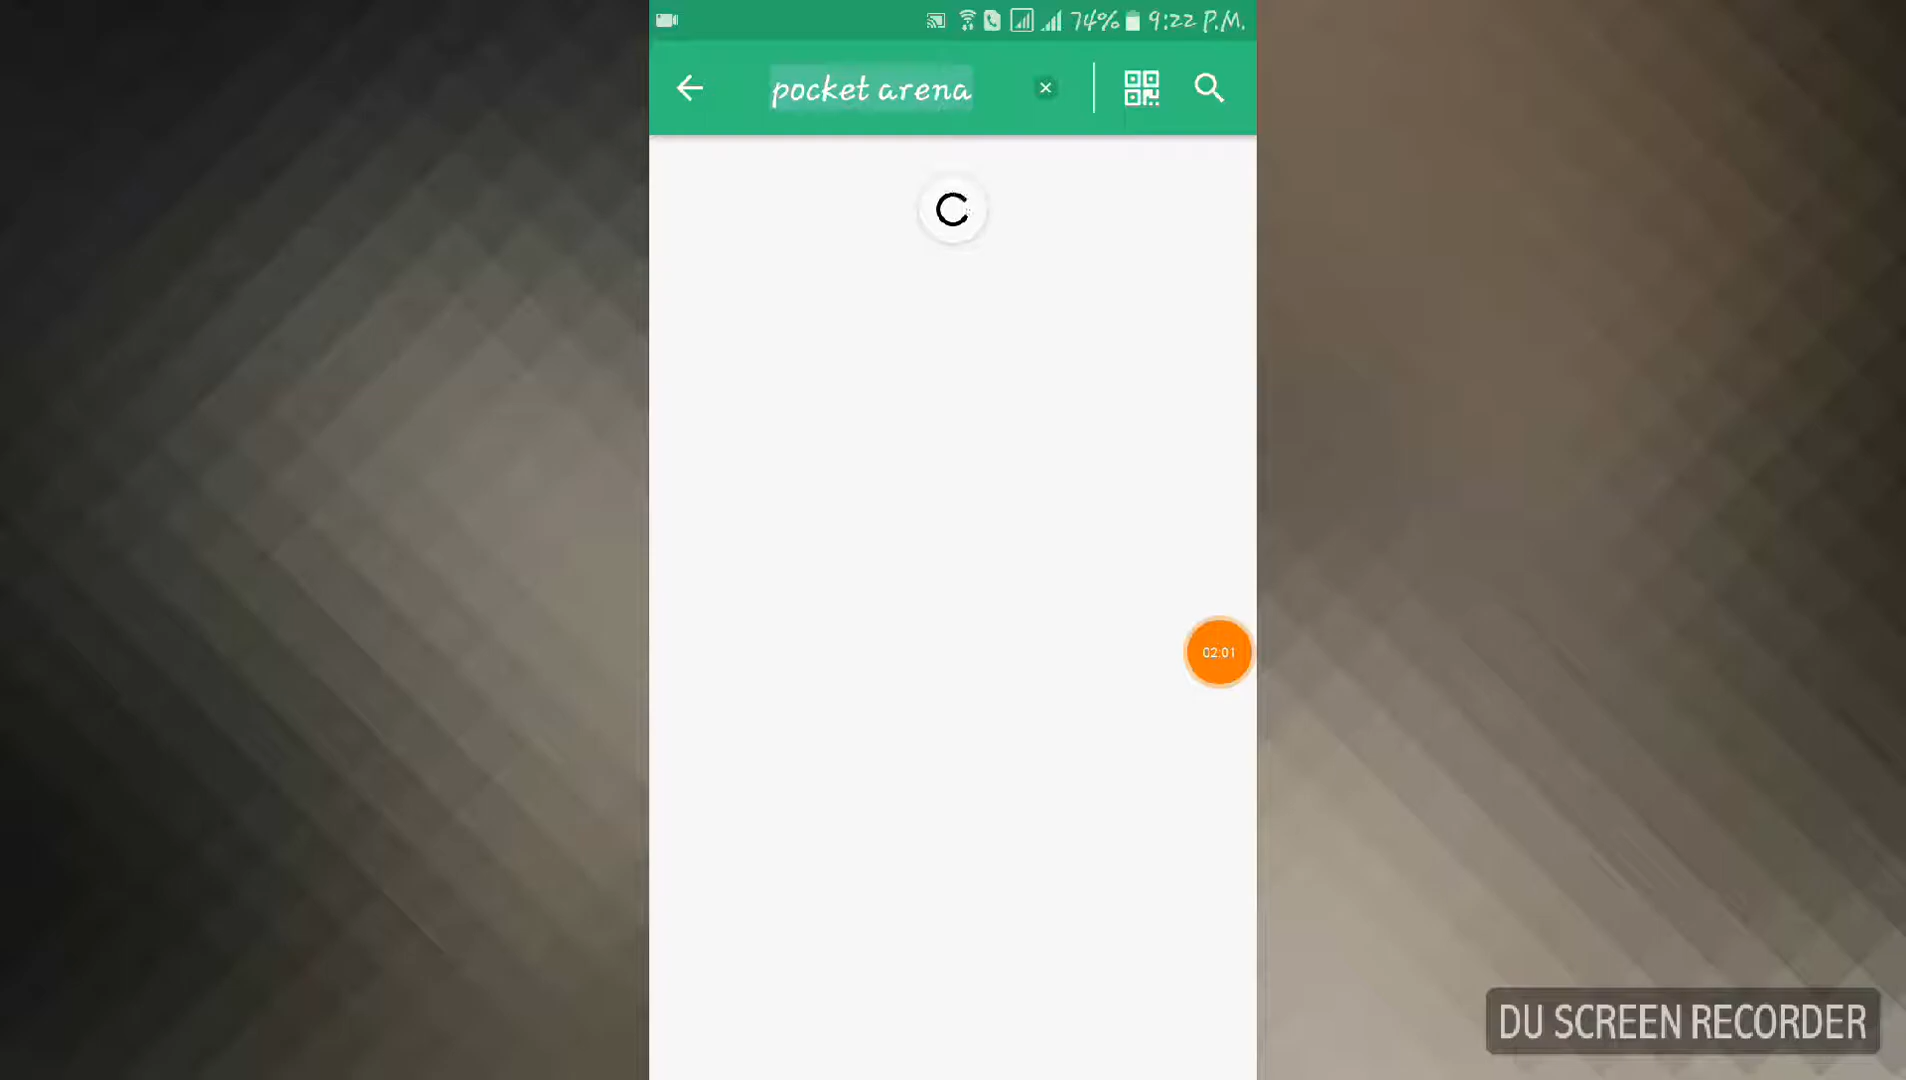 74% 9:22 P.M.
pocket arena
02:01
DU SCREEN RECORDER